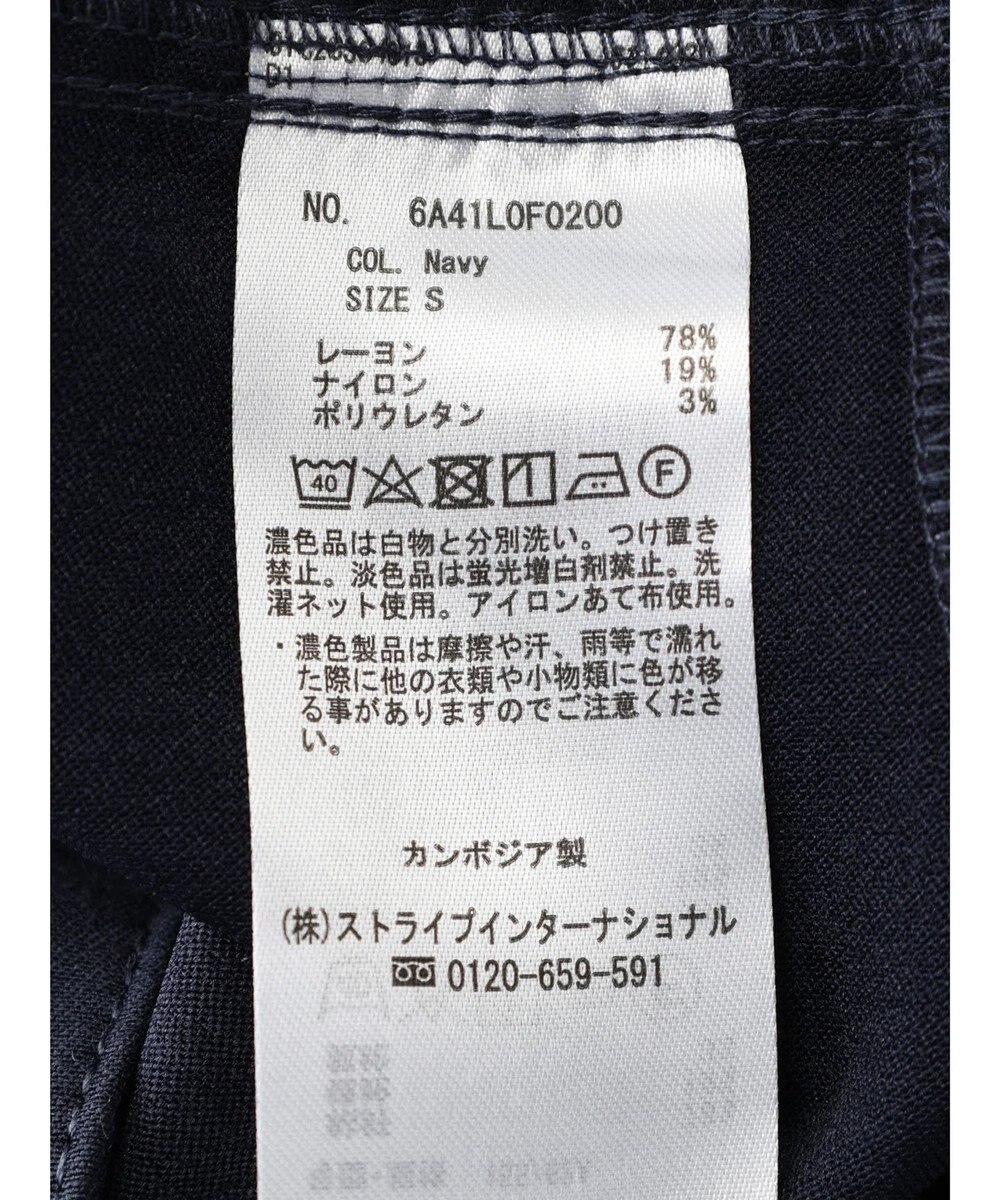 D1
NO. 6A41L0F0200
COL. Navy
SIZE S
レーヨン 78%
ナイロン 19%
ポリウレタン 3%
40 F
濃色品は白物と分別洗い。つけ置き
禁止。淡色品は蛍光増白剤禁止。洗
濯ネット使用。アイロンあて布使用。
・濃色製品は摩擦や汗、雨等で濡れ
た際に他の衣類や小物類に色が移
る事がありますのでご注意くださ
い。
カンボジア製
(株)ストライプインターナショナル
0120-659-591